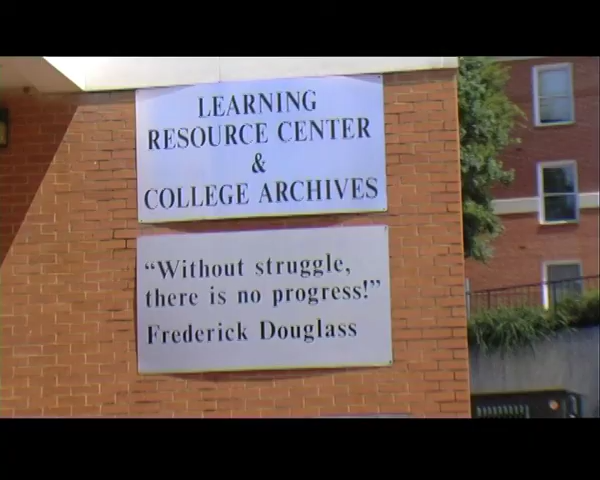 LEARNING
RESOURCE CENTER
&
COLLEGE ARCHIVES
“Without struggle,
there is no progress!”
Frederick Douglass